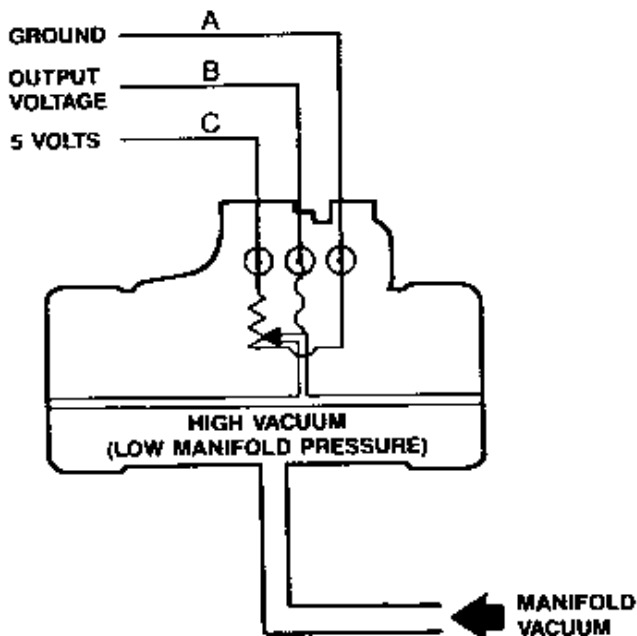 GROUND
A
OUTPUT
VOLTAGE
B
5 VOLTS
C
HIGH VACUUM
(LOW MANIFOLD PRESSURE)
MANIFOLD
VACUUM